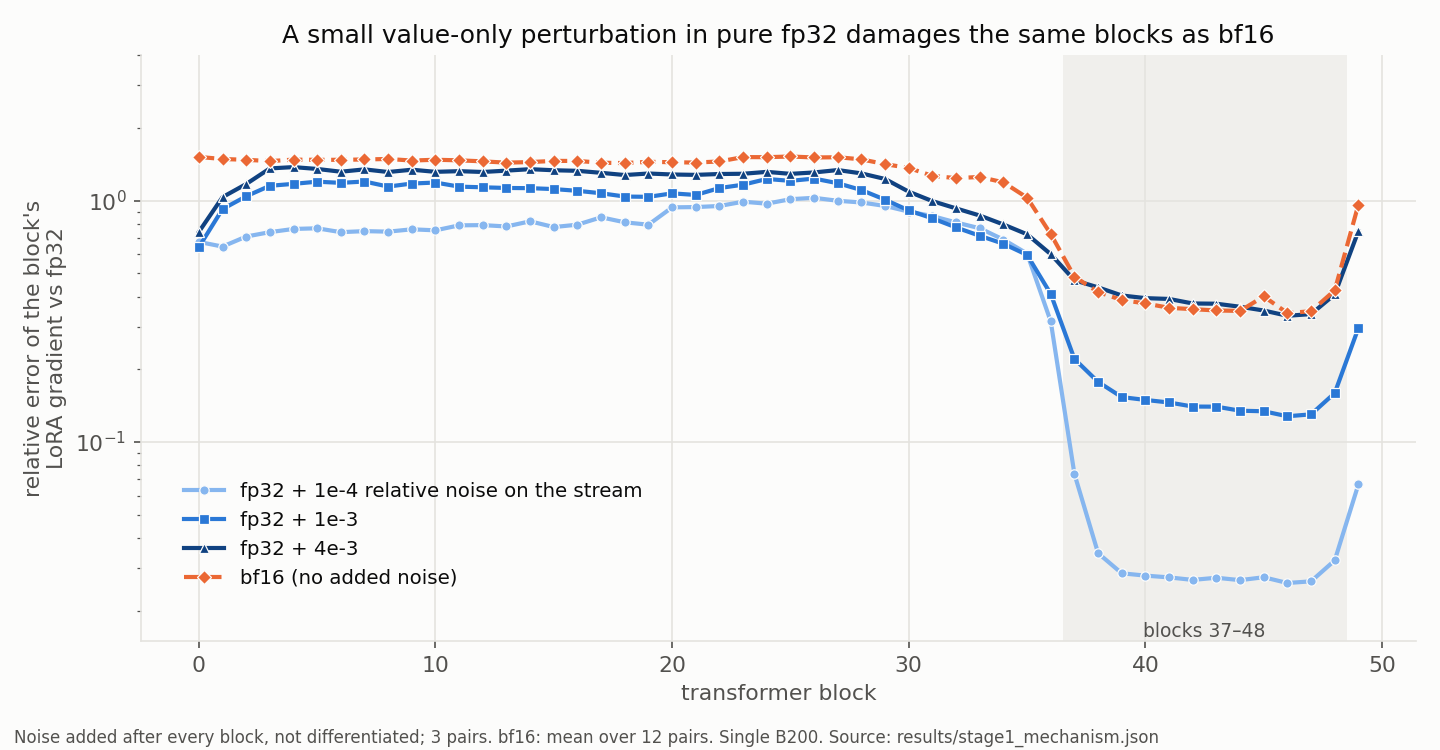 A small value-only perturbation in pure fp32 damages the same blocks as bf16
relative error of the block's
LoRA gradient vs fp32
10⁰
10⁻¹
fp32 + 1e-4 relative noise on the stream
fp32 + 1e-3
fp32 + 4e-3
bf16 (no added noise)
blocks 37–48
0 10 20 30 40 50
transformer block
Noise added after every block, not differentiated; 3 pairs. bf16: mean over 12 pairs. Single B200. Source: results/stage1_mechanism.json